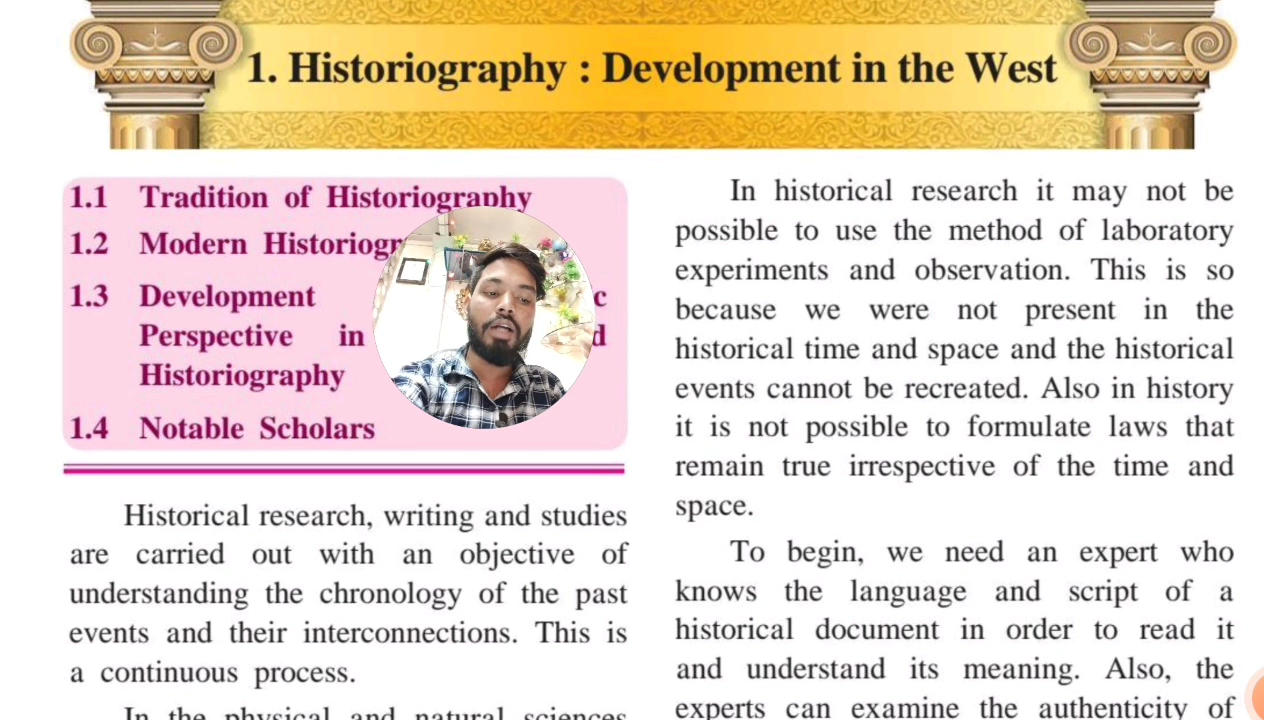 1. Historiography : Development in the West
1.1 Tradition of Historiography
1.2 Modern
1.3 Development
Perspective in
Historiography
1.4 Notable Scholars
Historical research, writing and studies
are carried out with an objective of
understanding the chronology of the past
events and their interconnections. This is
a continuous process.
In the physical and natural sciences
In historical research it may not be
possible to use the method of laboratory
experiments and observation. This is so
because we were not present in the
historical time and space and the historical
events cannot be recreated. Also in history
it is not possible to formulate laws that
remain true irrespective of the time and
space.
To begin, we need an expert who
knows the language and script of a
historical document in order to read it
and understand its meaning. Also, the
experts can examine the authenticity of